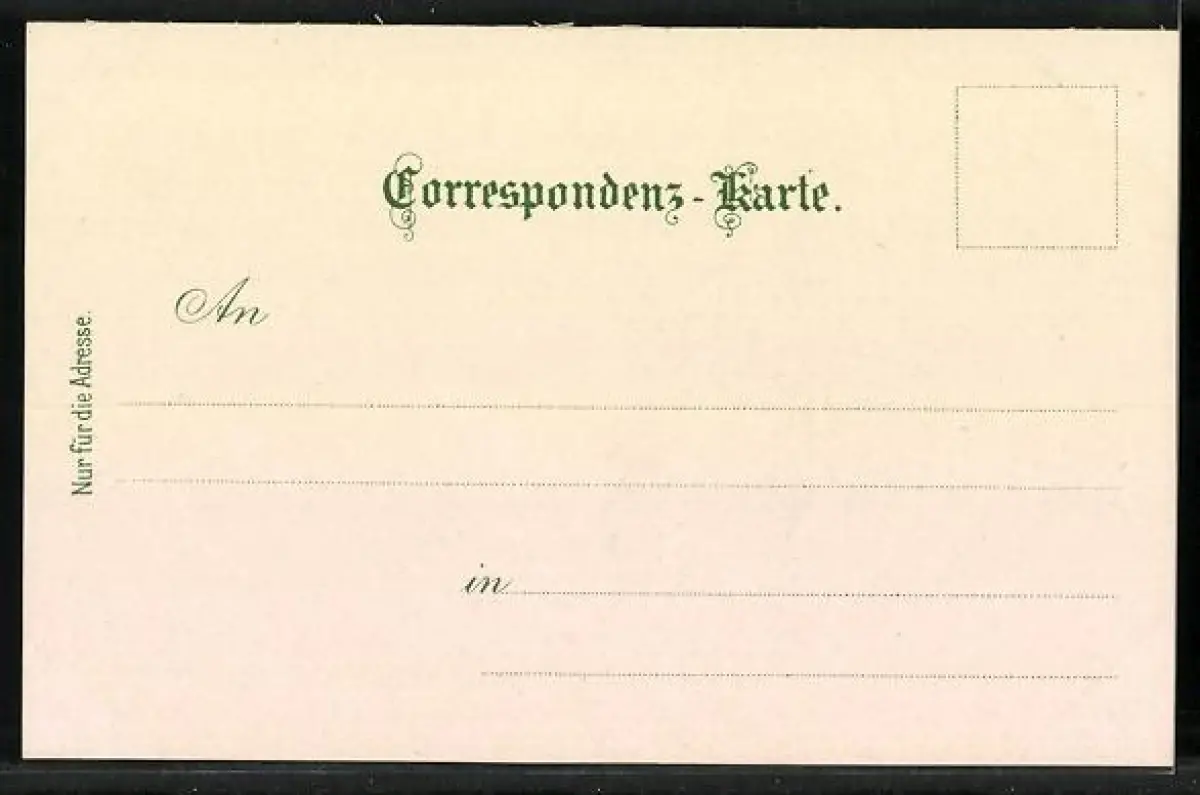 Correspondenz-Karte.
An
Nur für die Adresse.
in